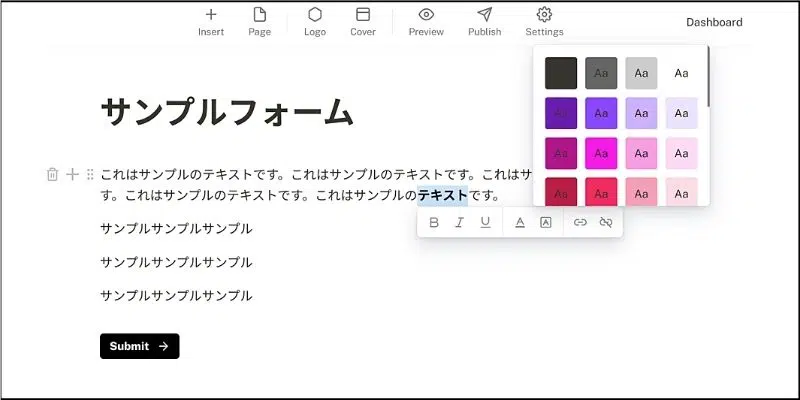 Insert Page Logo Cover Preview Publish Settings Dashboard
Aa Aa Aa
Aa Aa Aa Aa
Aa Aa Aa Aa
Aa Aa Aa Aa
サンプルフォーム
これはサンプルのテキストです。これはサンプルのテキストです。これはサ
す。これはサンプルのテキストです。これはサンプルのテキストです。
B I U A A
サンプルサンプルサンプル
サンプルサンプルサンプル
サンプルサンプルサンプル
Submit →